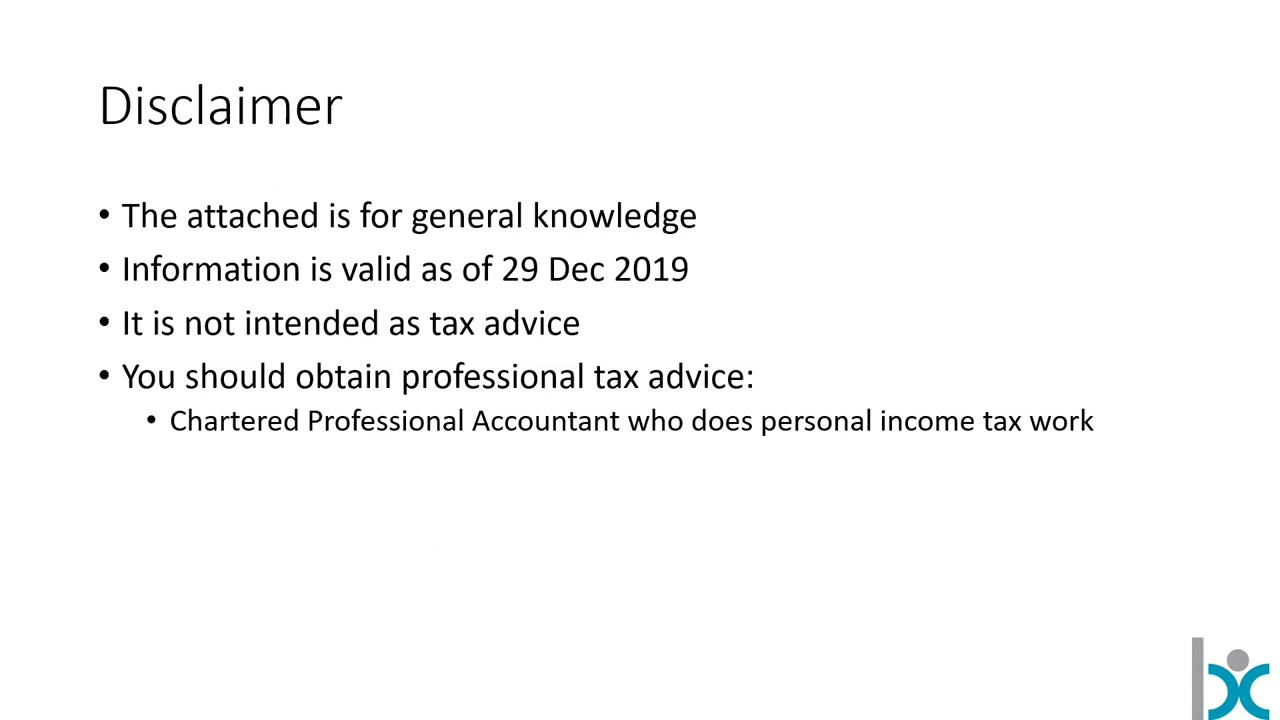 Disclaimer
• The attached is for general knowledge
• Information is valid as of 29 Dec 2019
• It is not intended as tax advice
• You should obtain professional tax advice:
• Chartered Professional Accountant who does personal income tax work